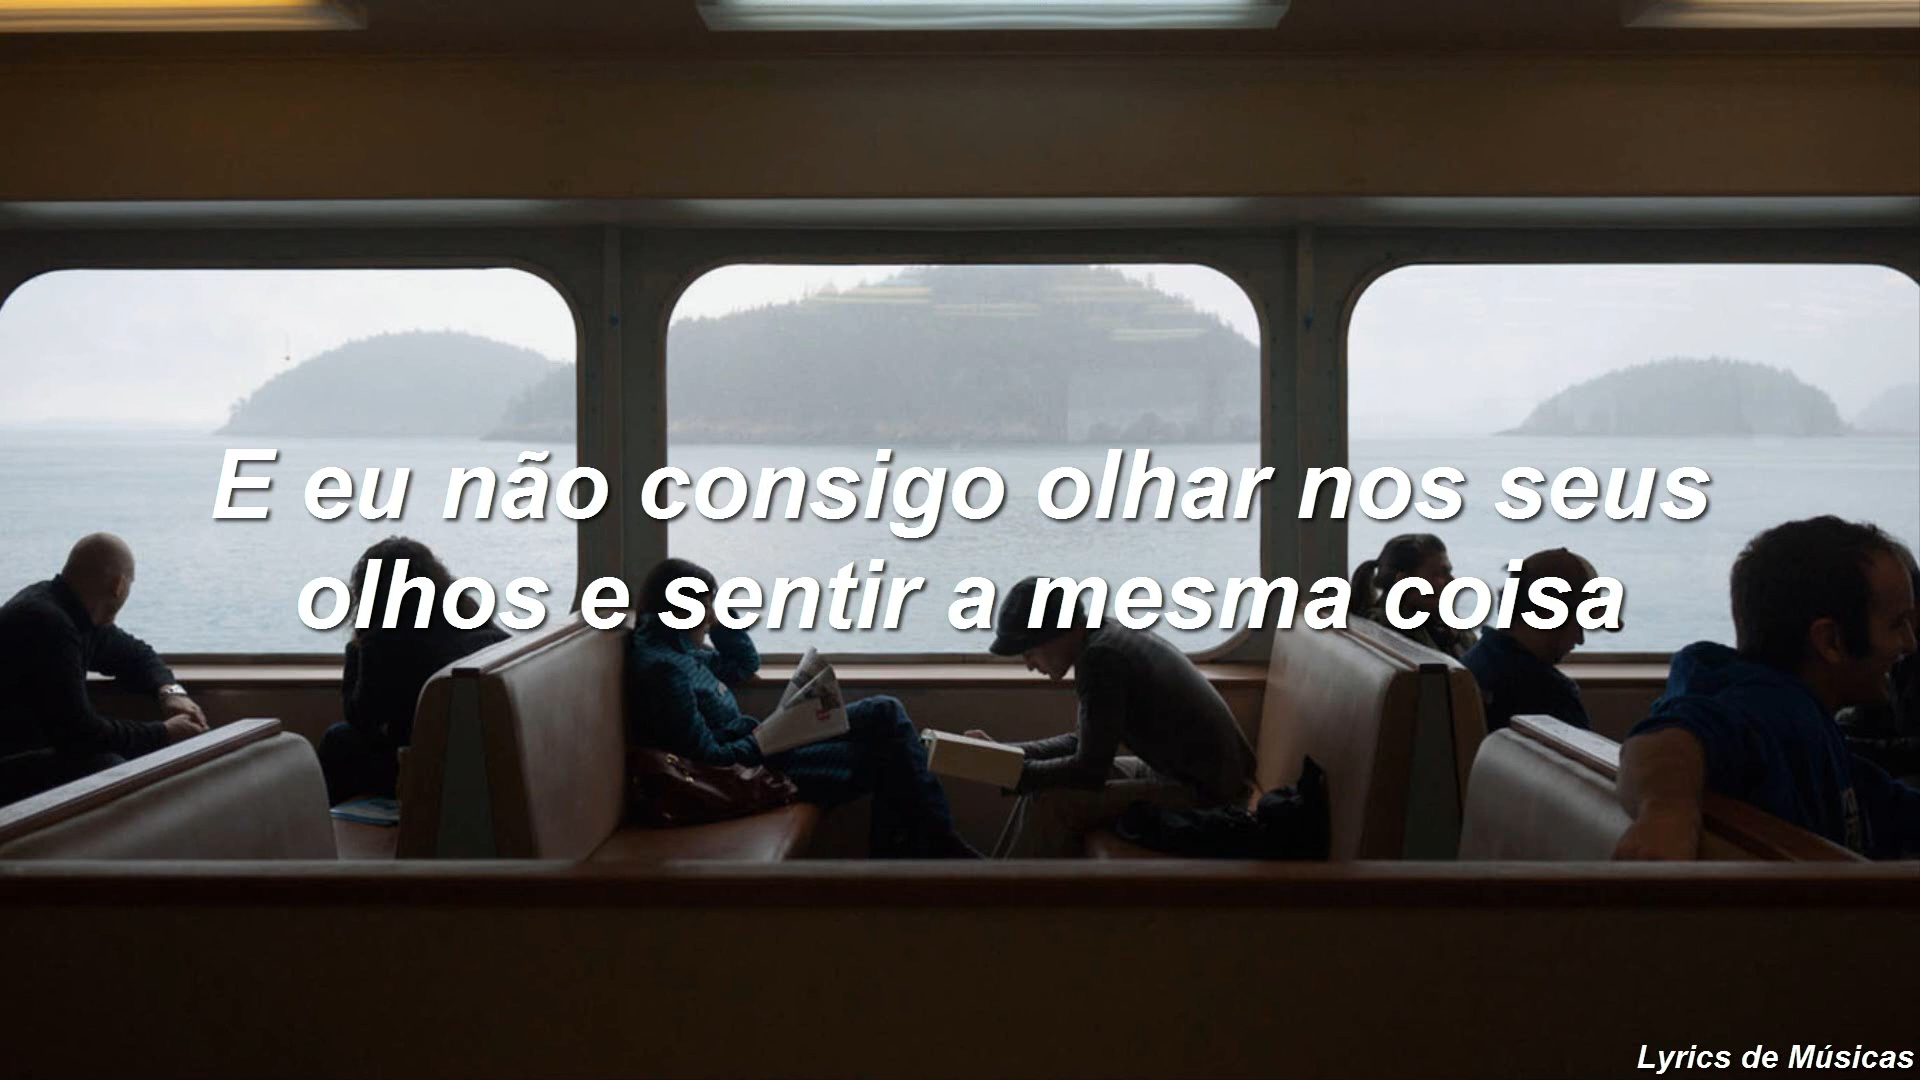 E eu não consigo olhar nos seus
olhos e sentir a mesma coisa
Lyrics de Músicas